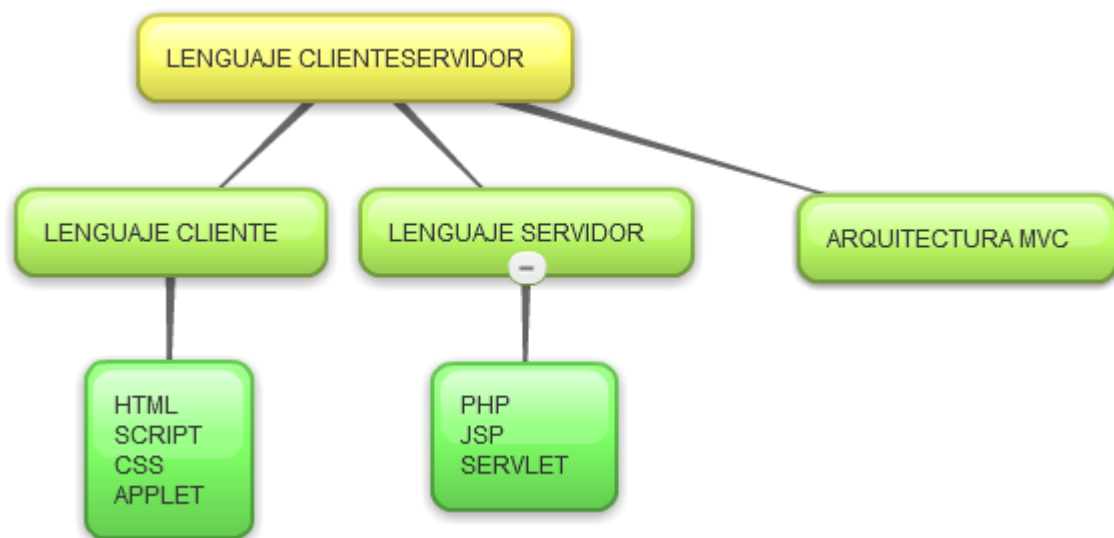 LENGUAJE CLIENTESERVIDOR
LENGUAJE CLIENTE
LENGUAJE SERVIDOR
ARQUITECTURA MVC
HTML
SCRIPT
CSS
APPLET
PHP
JSP
SERVLET